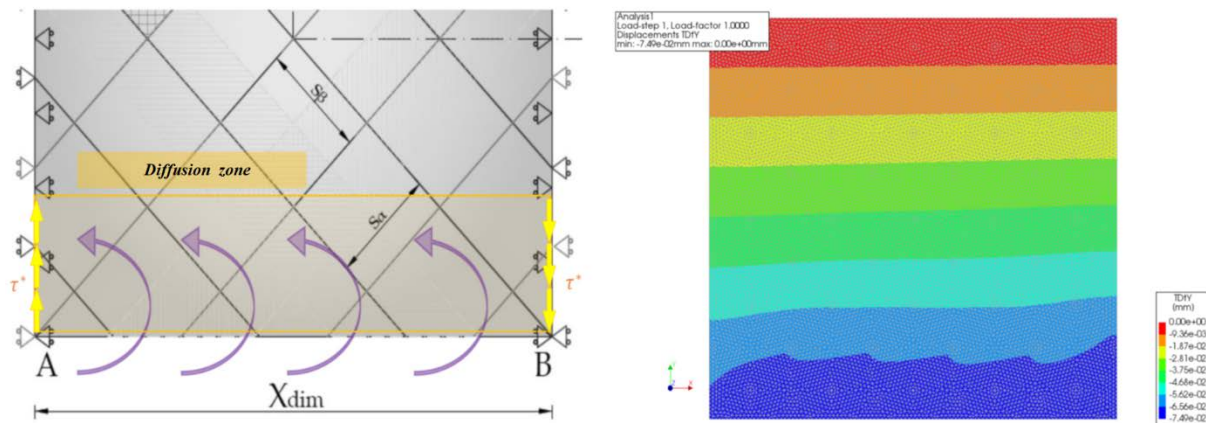 Sβ
Diffusion zone
Sα
τ*
τ*
A
B
Xdim
Analysis1
Load-step 1, Load-factor 1.0000
Displacements TDtY
min: -7.49e-02mm max: 0.00e+00mm
Y
Z
X
TDtY
(mm)
0.00e+00
-9.36e-03
-1.87e-02
-2.81e-02
-3.75e-02
-4.68e-02
-5.62e-02
-6.56e-02
-7.49e-02